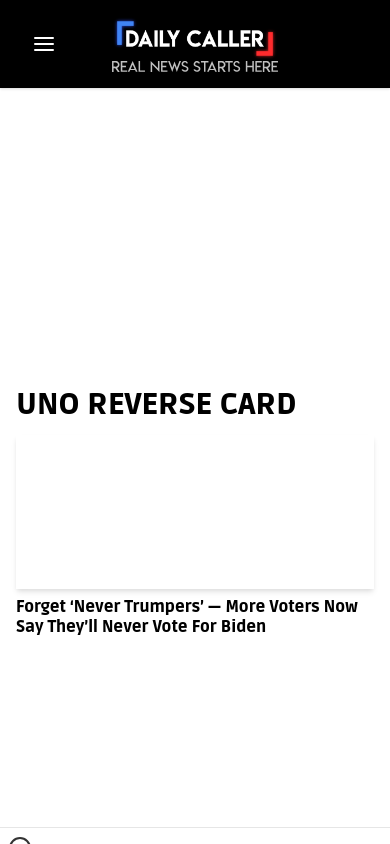 DAILY CALLER
REAL NEWS STARTS HERE
UNO REVERSE CARD
Forget ‘Never Trumpers’ — More Voters Now
Say They’ll Never Vote For Biden